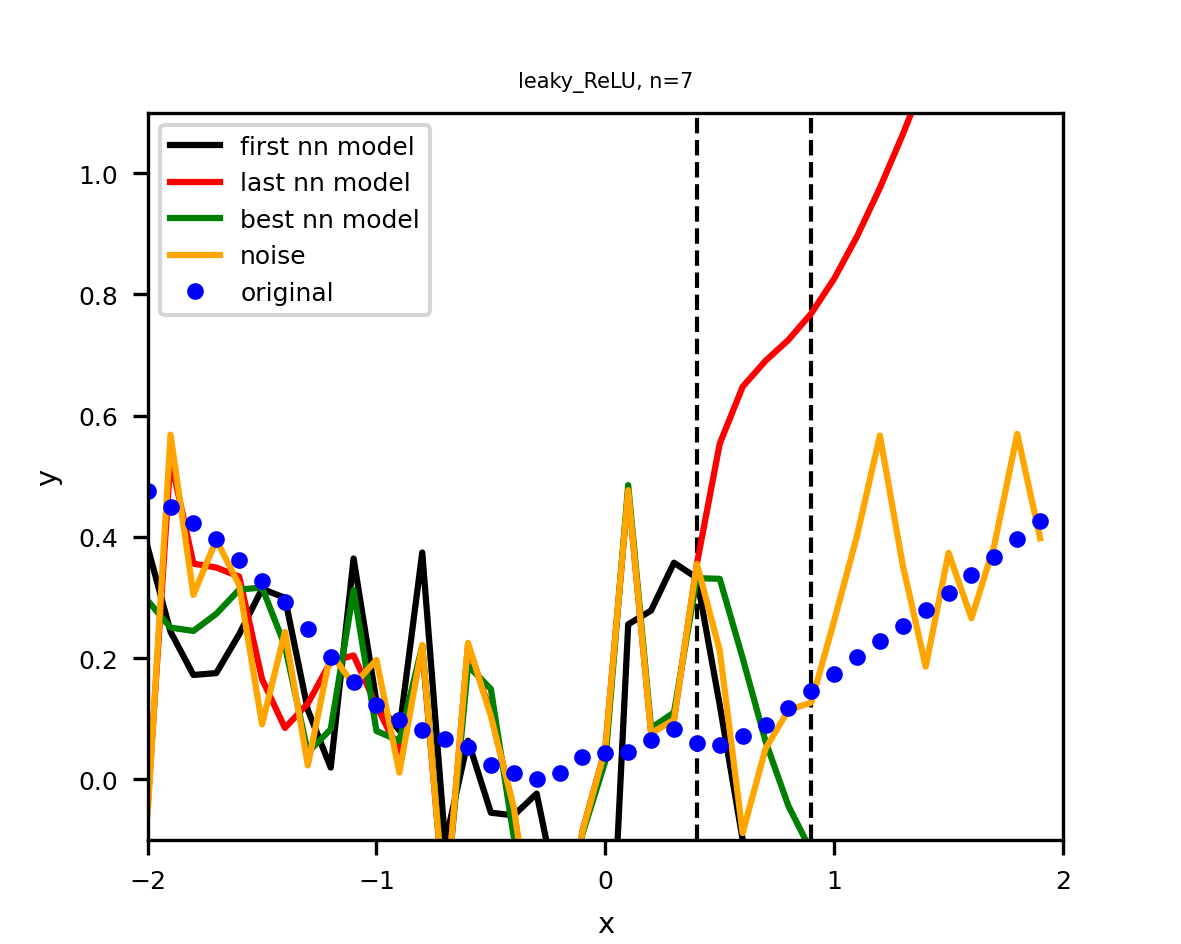 leaky_ReLU, n=7
first nn model
last nn model
best nn model
noise
original
1.0
0.8
0.6
0.4
0.2
0.0
y
−2
−1
0
1
2
x